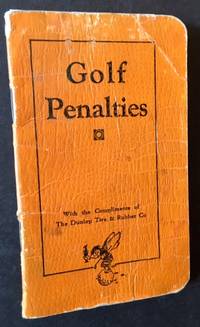 Golf
Penalties
With the Compliments of
The Dunlop Tire & Rubber Co